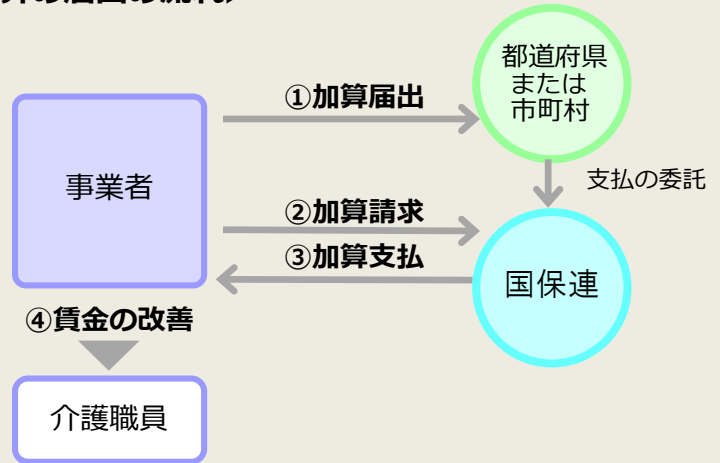 都道府県
または
市町村
①加算届出
事業者
支払の委託
②加算請求
③加算支払
国保連
④賃金の改善
介護職員